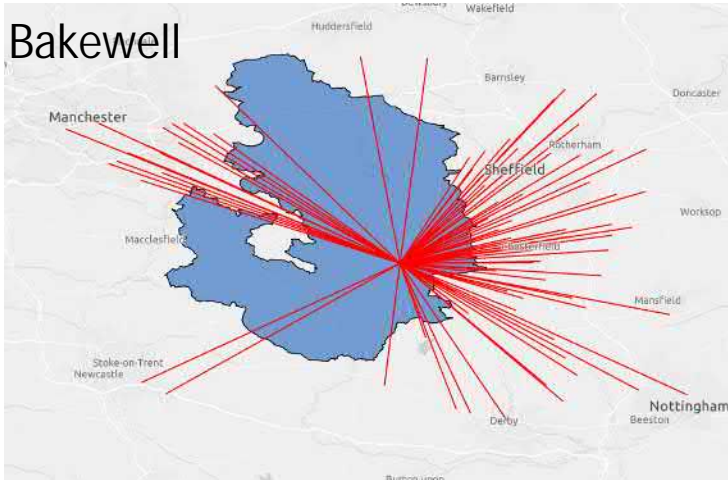 Bakewell
Huddersfield
Wakefield
Barnsley
Doncaster
Manchester
Rotherham
Sheffield
Worksop
Macclesfield
Chesterfield
Mansfield
Stoke-on-Trent
Newcastle
Nottingham
Derby
Beeston